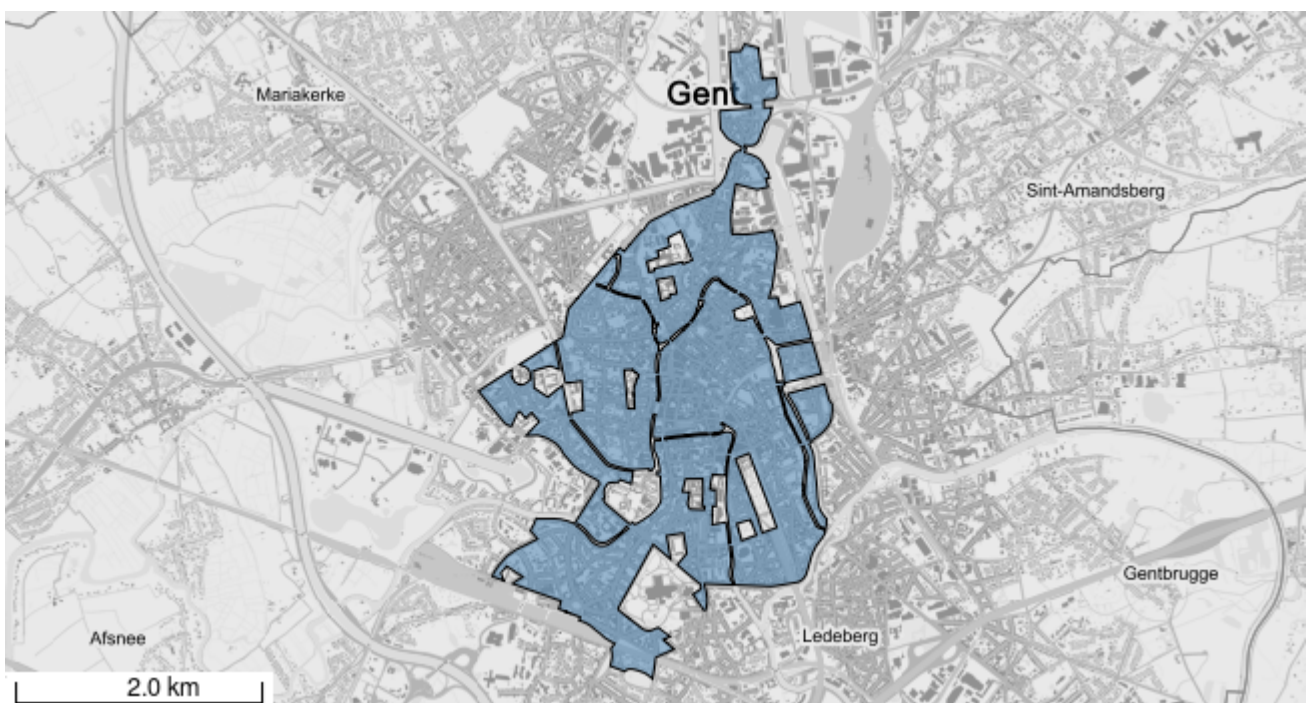 Gent
Mariakerke
Sint-Amandsberg
Gentbrugge
Ledeberg
Afsnee
2.0 km